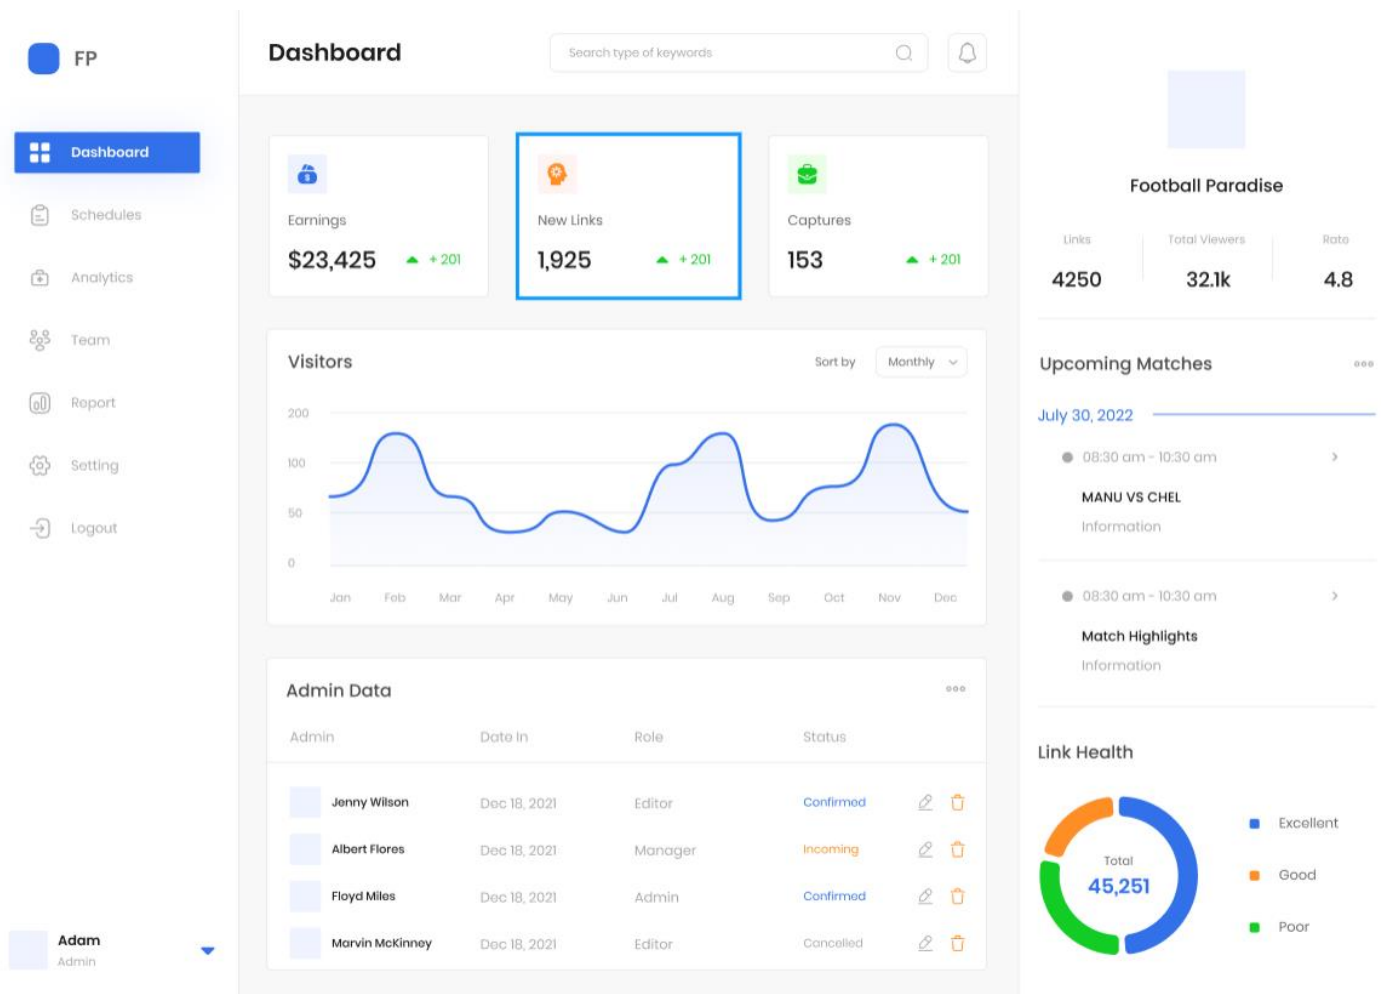 FP
Dashboard
Schedules
Analytics
Team
Report
Setting
Logout
Adam
Admin
Dashboard
Search type of keywords
Earnings
$23,425 + 201
New Links
1,925 + 201
Captures
153 + 201
Visitors
Sort by Monthly
200
100
50
0
Jan Feb Mar Apr May Jun Jul Aug Sep Oct Nov Dec
Admin Data
Admin Date In Role Status
Jenny Wilson Dec 18, 2021 Editor Confirmed
Albert Flores Dec 18, 2021 Manager Incoming
Floyd Miles Dec 18, 2021 Admin Confirmed
Marvin McKinney Dec 18, 2021 Editor Cancelled
Football Paradise
Links Total Viewers Rate
4250 32.1k 4.8
Upcoming Matches
July 30, 2022
08:30 am - 10:30 am
MANU VS CHEL
Information
08:30 am - 10:30 am
Match Highlights
Information
Link Health
Total
45,251
Excellent
Good
Poor